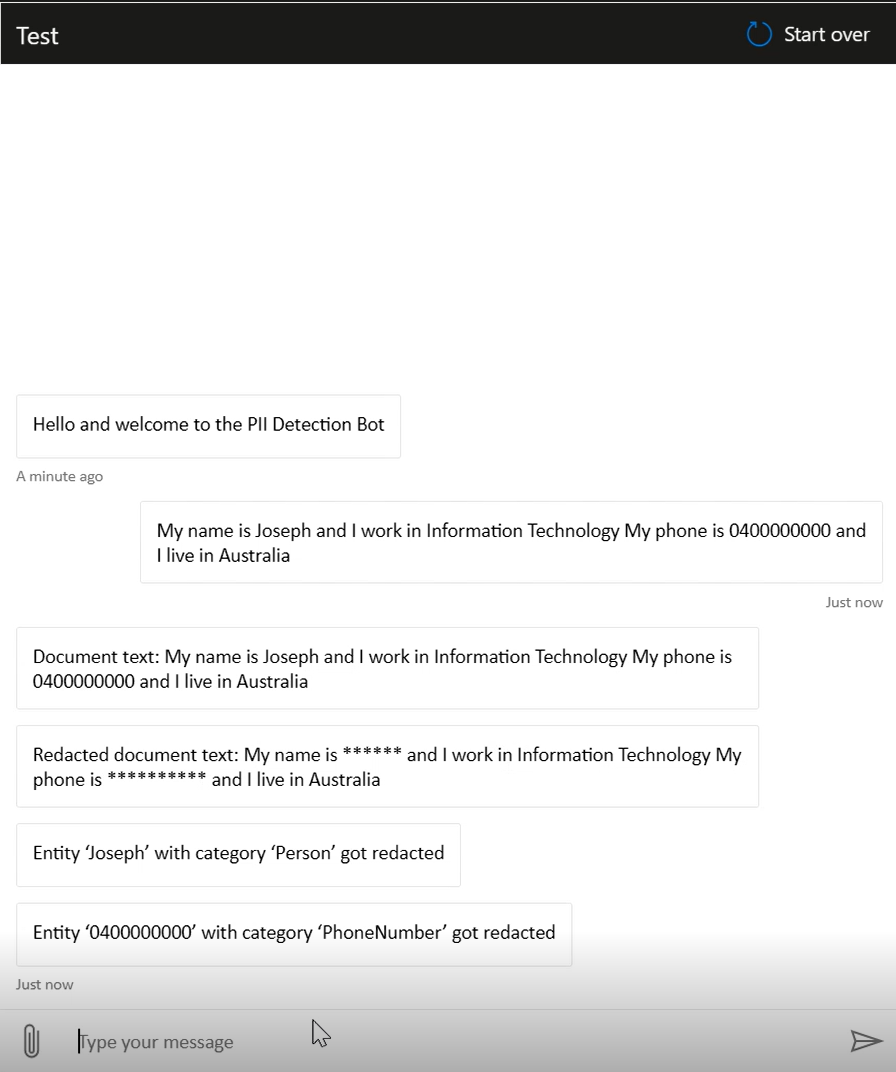 Test
Start over
Hello and welcome to the PII Detection Bot
A minute ago
My name is Joseph and I work in Information Technology My phone is 0400000000 and
I live in Australia
Just now
Document text: My name is Joseph and I work in Information Technology My phone is
0400000000 and I live in Australia
Redacted document text: My name is ****** and I work in Information Technology My
phone is ********** and I live in Australia
Entity ‘Joseph’ with category ‘Person’ got redacted
Entity ‘0400000000’ with category ‘PhoneNumber’ got redacted
Just now
Type your message